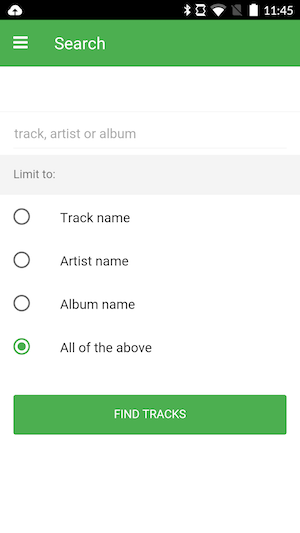 11:45
Search
track, artist or album
Limit to:
Track name
Artist name
Album name
All of the above
FIND TRACKS